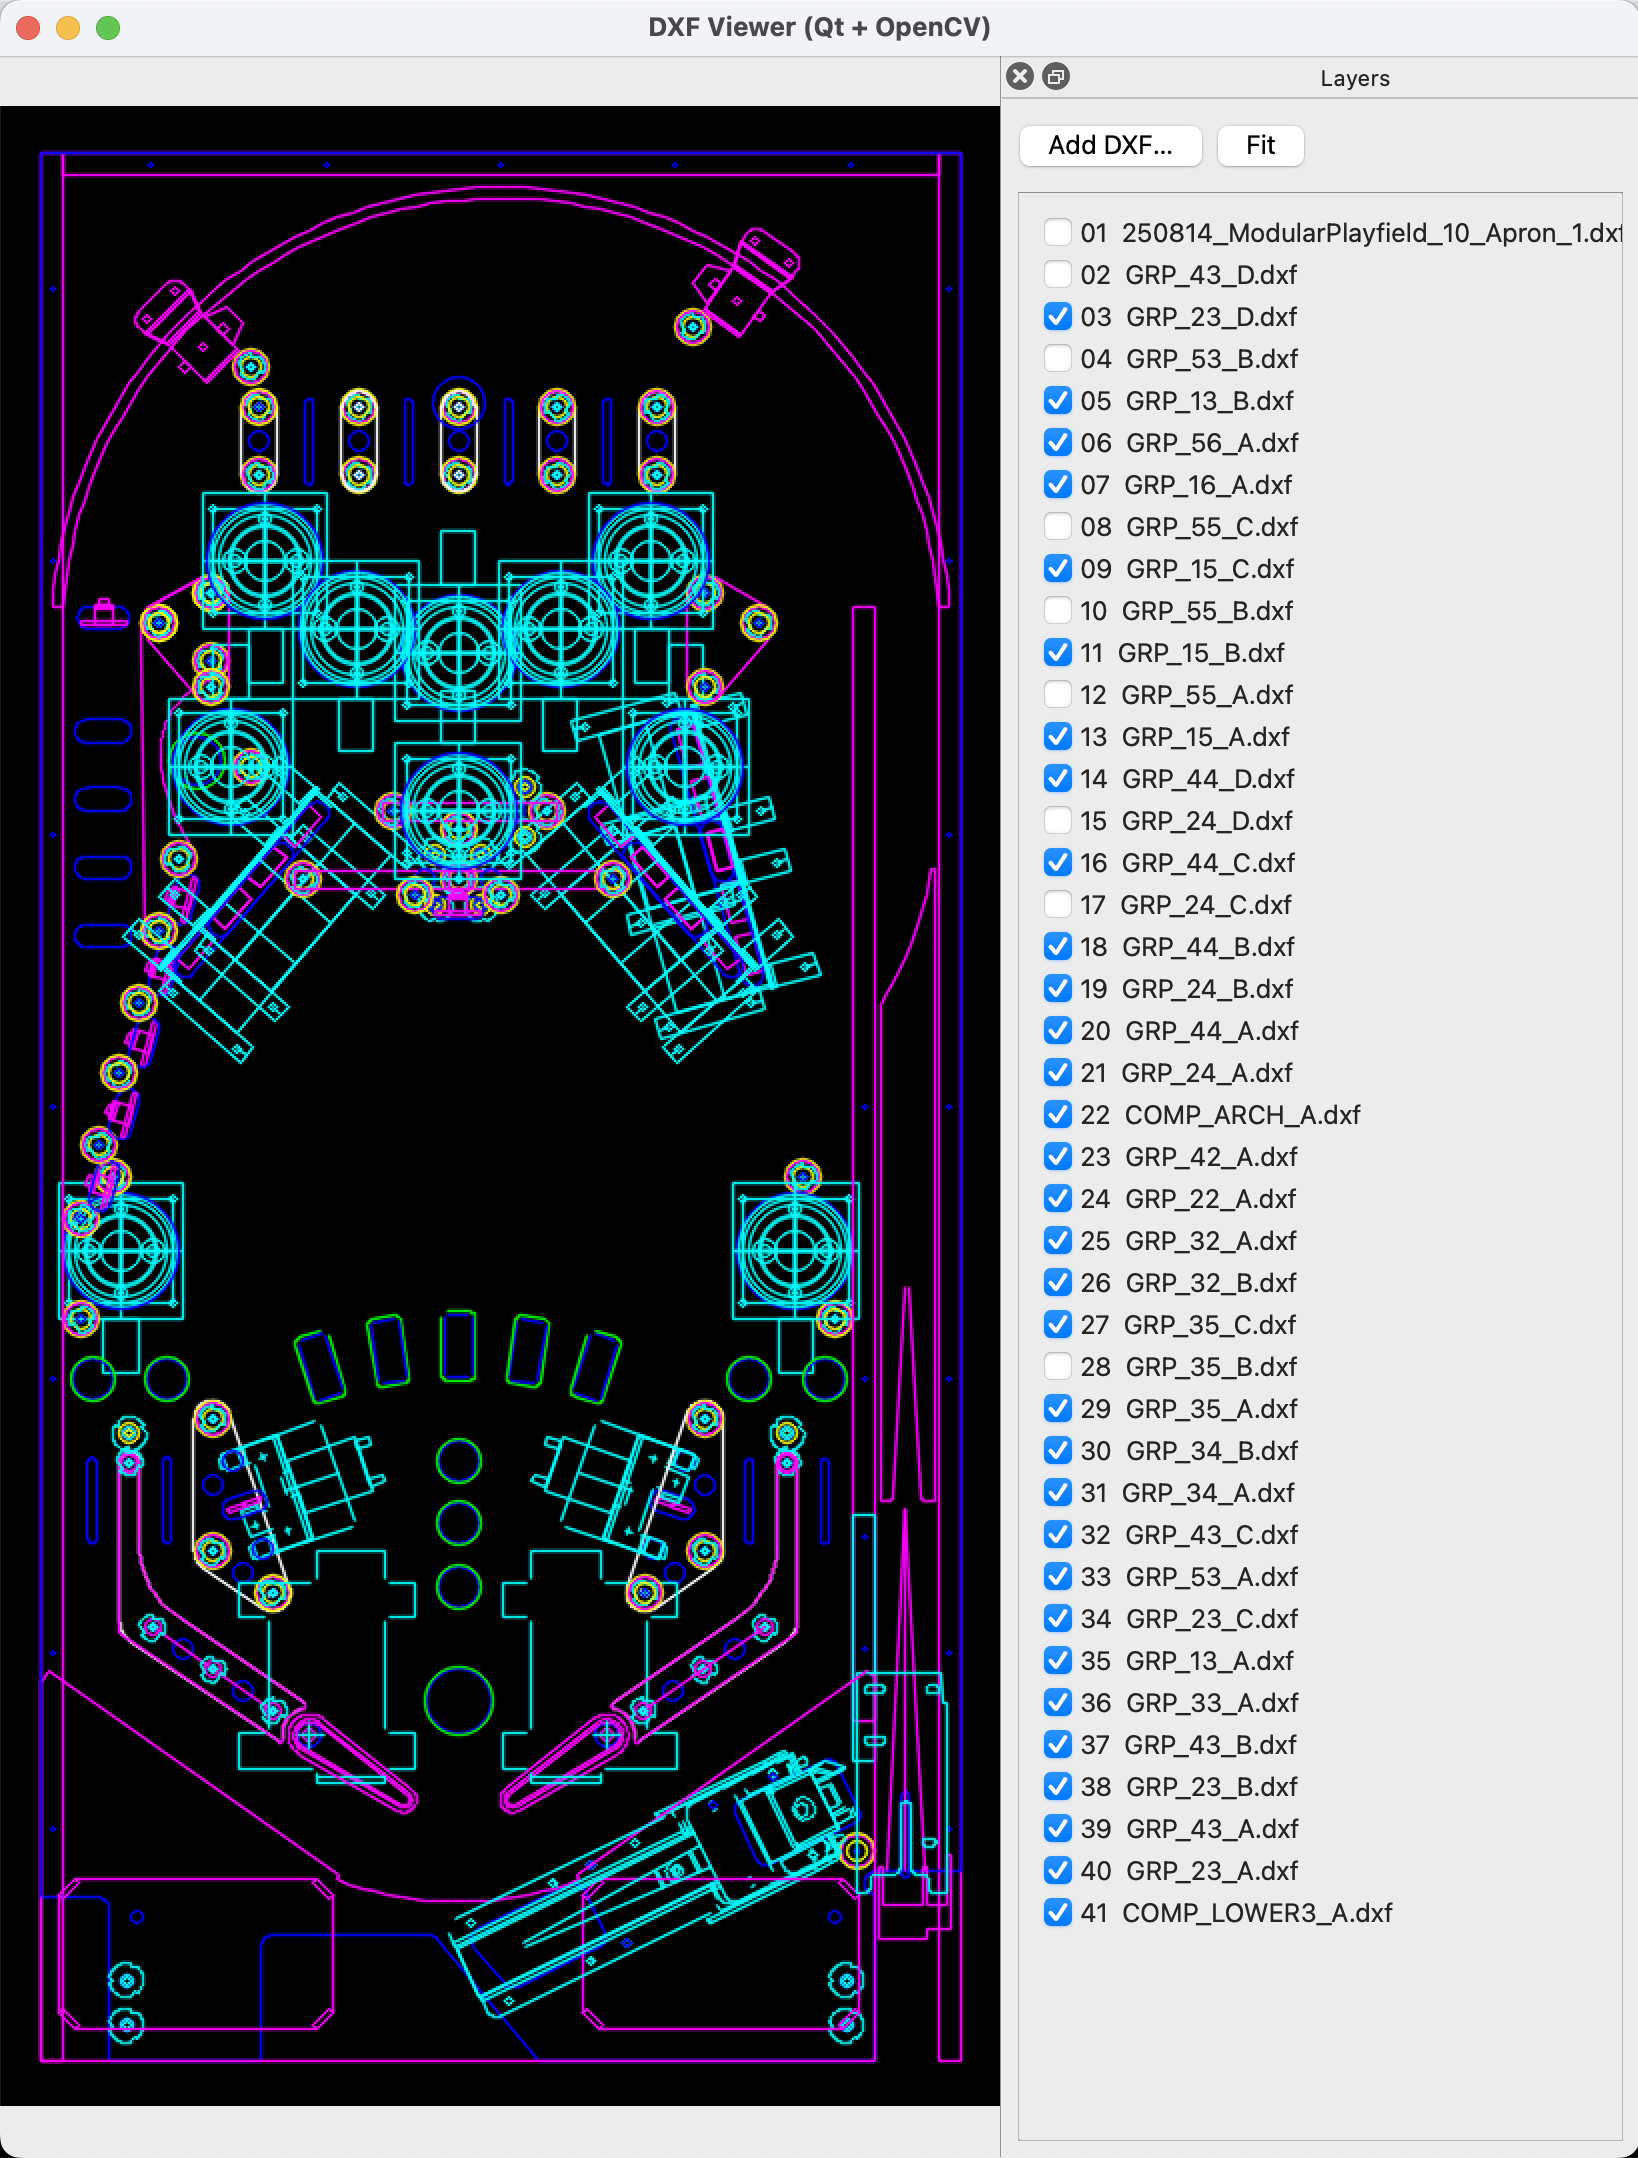 DXF Viewer (Qt + OpenCV)
Layers
Add DXF...
Fit
01 250814_ModularPlayfield_10_Apron_1.dxf
02 GRP_43_D.dxf
03 GRP_23_D.dxf
04 GRP_53_B.dxf
05 GRP_13_B.dxf
06 GRP_56_A.dxf
07 GRP_16_A.dxf
08 GRP_55_C.dxf
09 GRP_15_C.dxf
10 GRP_55_B.dxf
11 GRP_15_B.dxf
12 GRP_55_A.dxf
13 GRP_15_A.dxf
14 GRP_44_D.dxf
15 GRP_24_D.dxf
16 GRP_44_C.dxf
17 GRP_24_C.dxf
18 GRP_44_B.dxf
19 GRP_24_B.dxf
20 GRP_44_A.dxf
21 GRP_24_A.dxf
22 COMP_ARCH_A.dxf
23 GRP_42_A.dxf
24 GRP_22_A.dxf
25 GRP_32_A.dxf
26 GRP_32_B.dxf
27 GRP_35_C.dxf
28 GRP_35_B.dxf
29 GRP_35_A.dxf
30 GRP_34_B.dxf
31 GRP_34_A.dxf
32 GRP_43_C.dxf
33 GRP_53_A.dxf
34 GRP_23_C.dxf
35 GRP_13_A.dxf
36 GRP_33_A.dxf
37 GRP_43_B.dxf
38 GRP_23_B.dxf
39 GRP_43_A.dxf
40 GRP_23_A.dxf
41 COMP_LOWER3_A.dxf